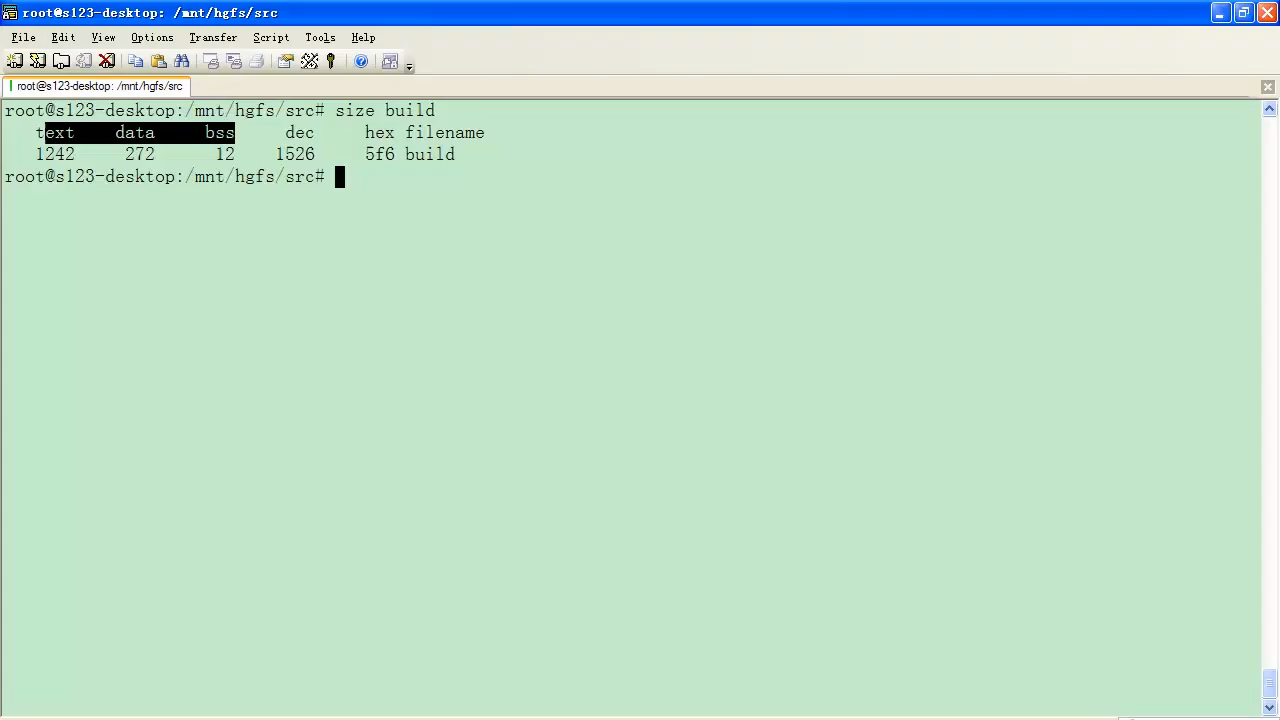 root@s123-desktop: /mnt/hgfs/src
File Edit View Options Transfer Script Tools Help
root@s123-desktop: /mnt/hgfs/src
root@s123-desktop:/mnt/hgfs/src# size build
text data bss dec hex filename
1242 272 12 1526 5f6 build
root@s123-desktop:/mnt/hgfs/src#